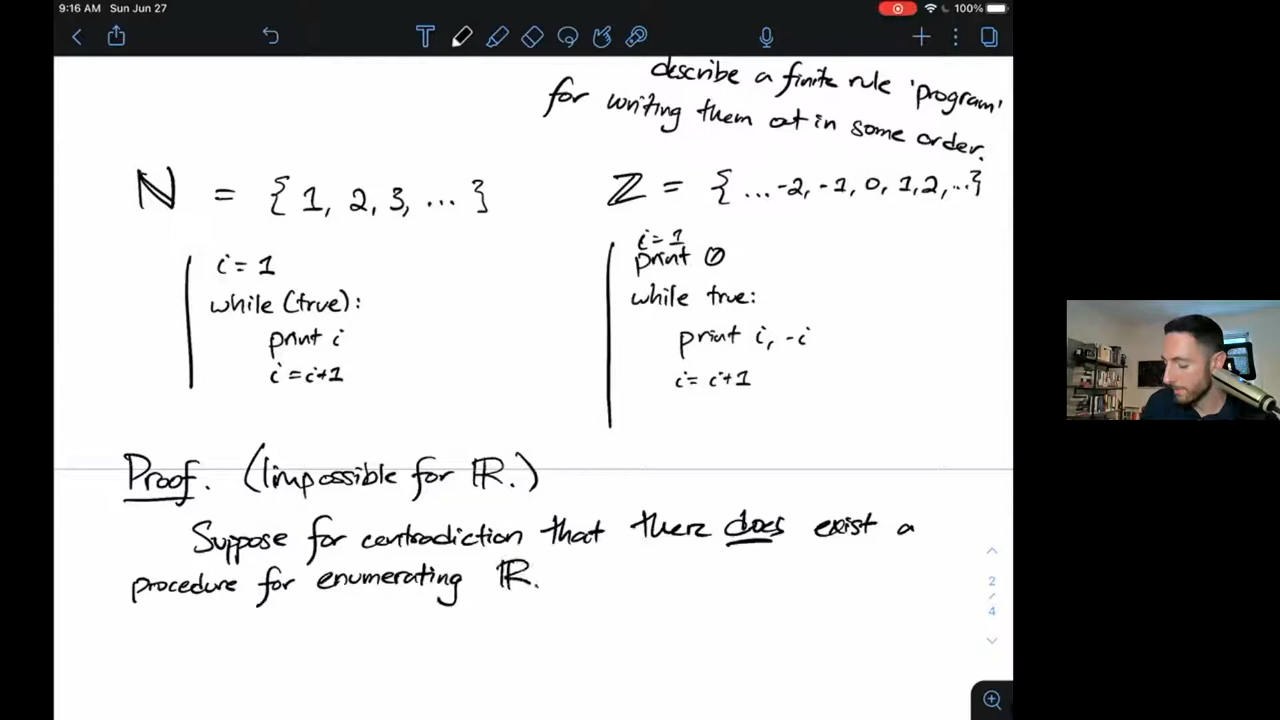 9:16 AM Sun Jun 27
100%
describe a finite rule 'program'
for writing them out in some order.
ℕ = {1, 2, 3, ...}
ℤ = {...-2, -1, 0, 1, 2, ...}
i = 1
while (true):
print i
i = i+1
i = 1
print 0
while true:
print i, -i
i = i+1
Proof. (Impossible for ℝ.)
Suppose for contradiction that there does exist a
procedure for enumerating ℝ.
2
/
4